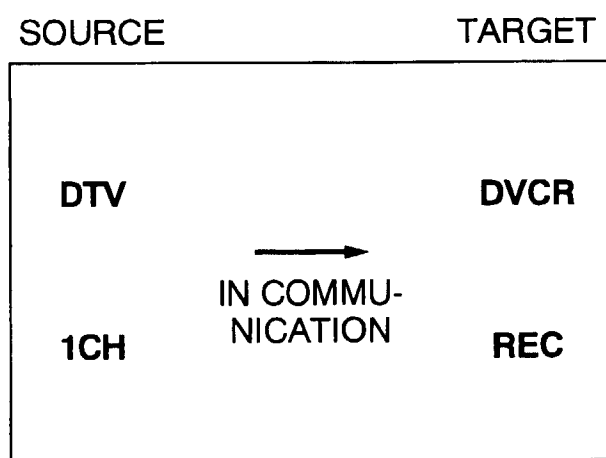 SOURCE TARGET
DTV DVCR
IN COMMU-
NICATION
1CH REC